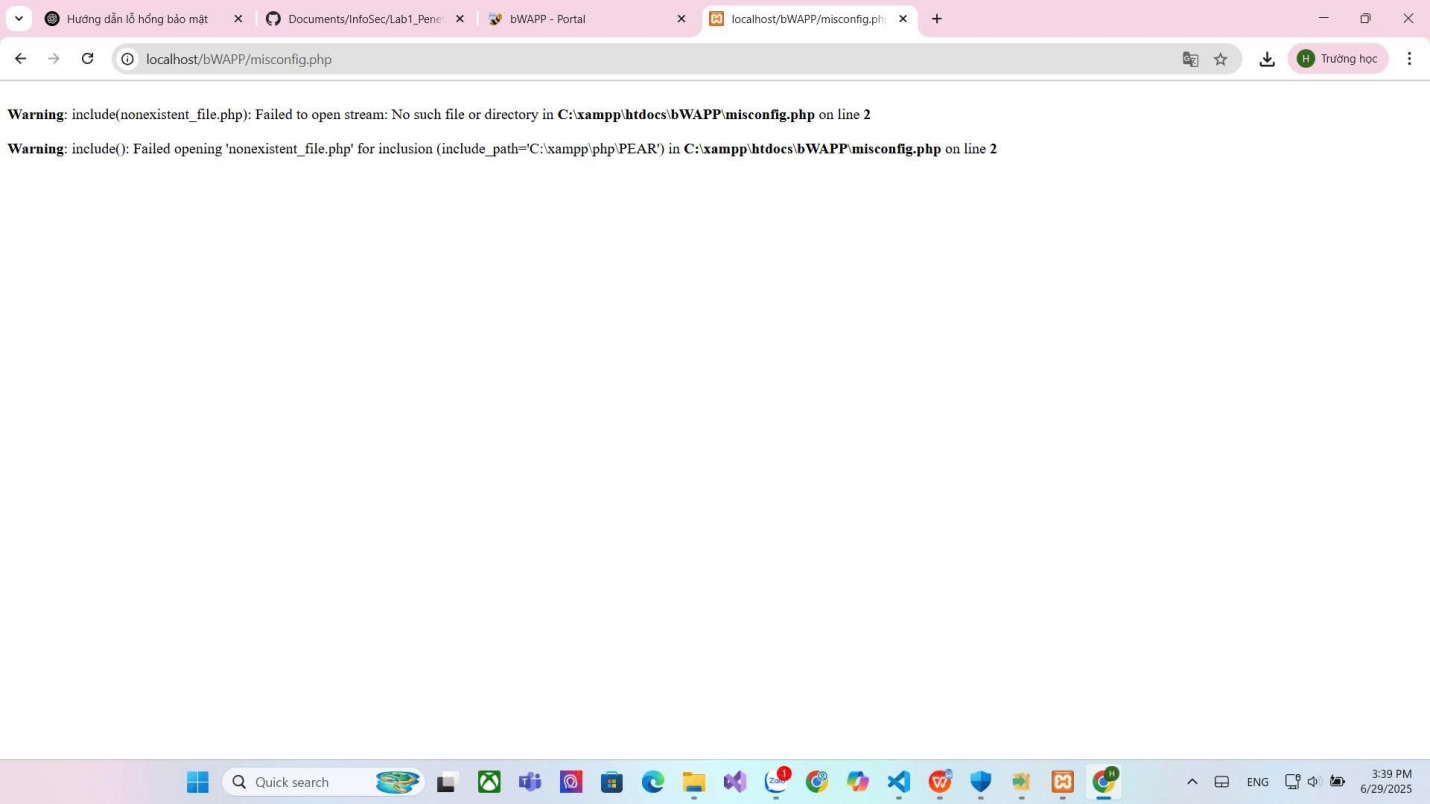 Hướng dẫn lỗ hổng bảo mật
Documents/InfoSec/Lab1_Pene
bWAPP - Portal
localhost/bWAPP/misconfig.php
localhost/bWAPP/misconfig.php
H
Trường học
Warning: include(nonexistent_file.php): Failed to open stream: No such file or directory in C:\xampp\htdocs\bWAPP\misconfig.php on line 2
Warning: include(): Failed opening 'nonexistent_file.php' for inclusion (include_path='C:\xampp\php\PEAR') in C:\xampp\htdocs\bWAPP\misconfig.php on line 2
Quick search
Zalo
1
H
ENG
3:39 PM
6/29/2025